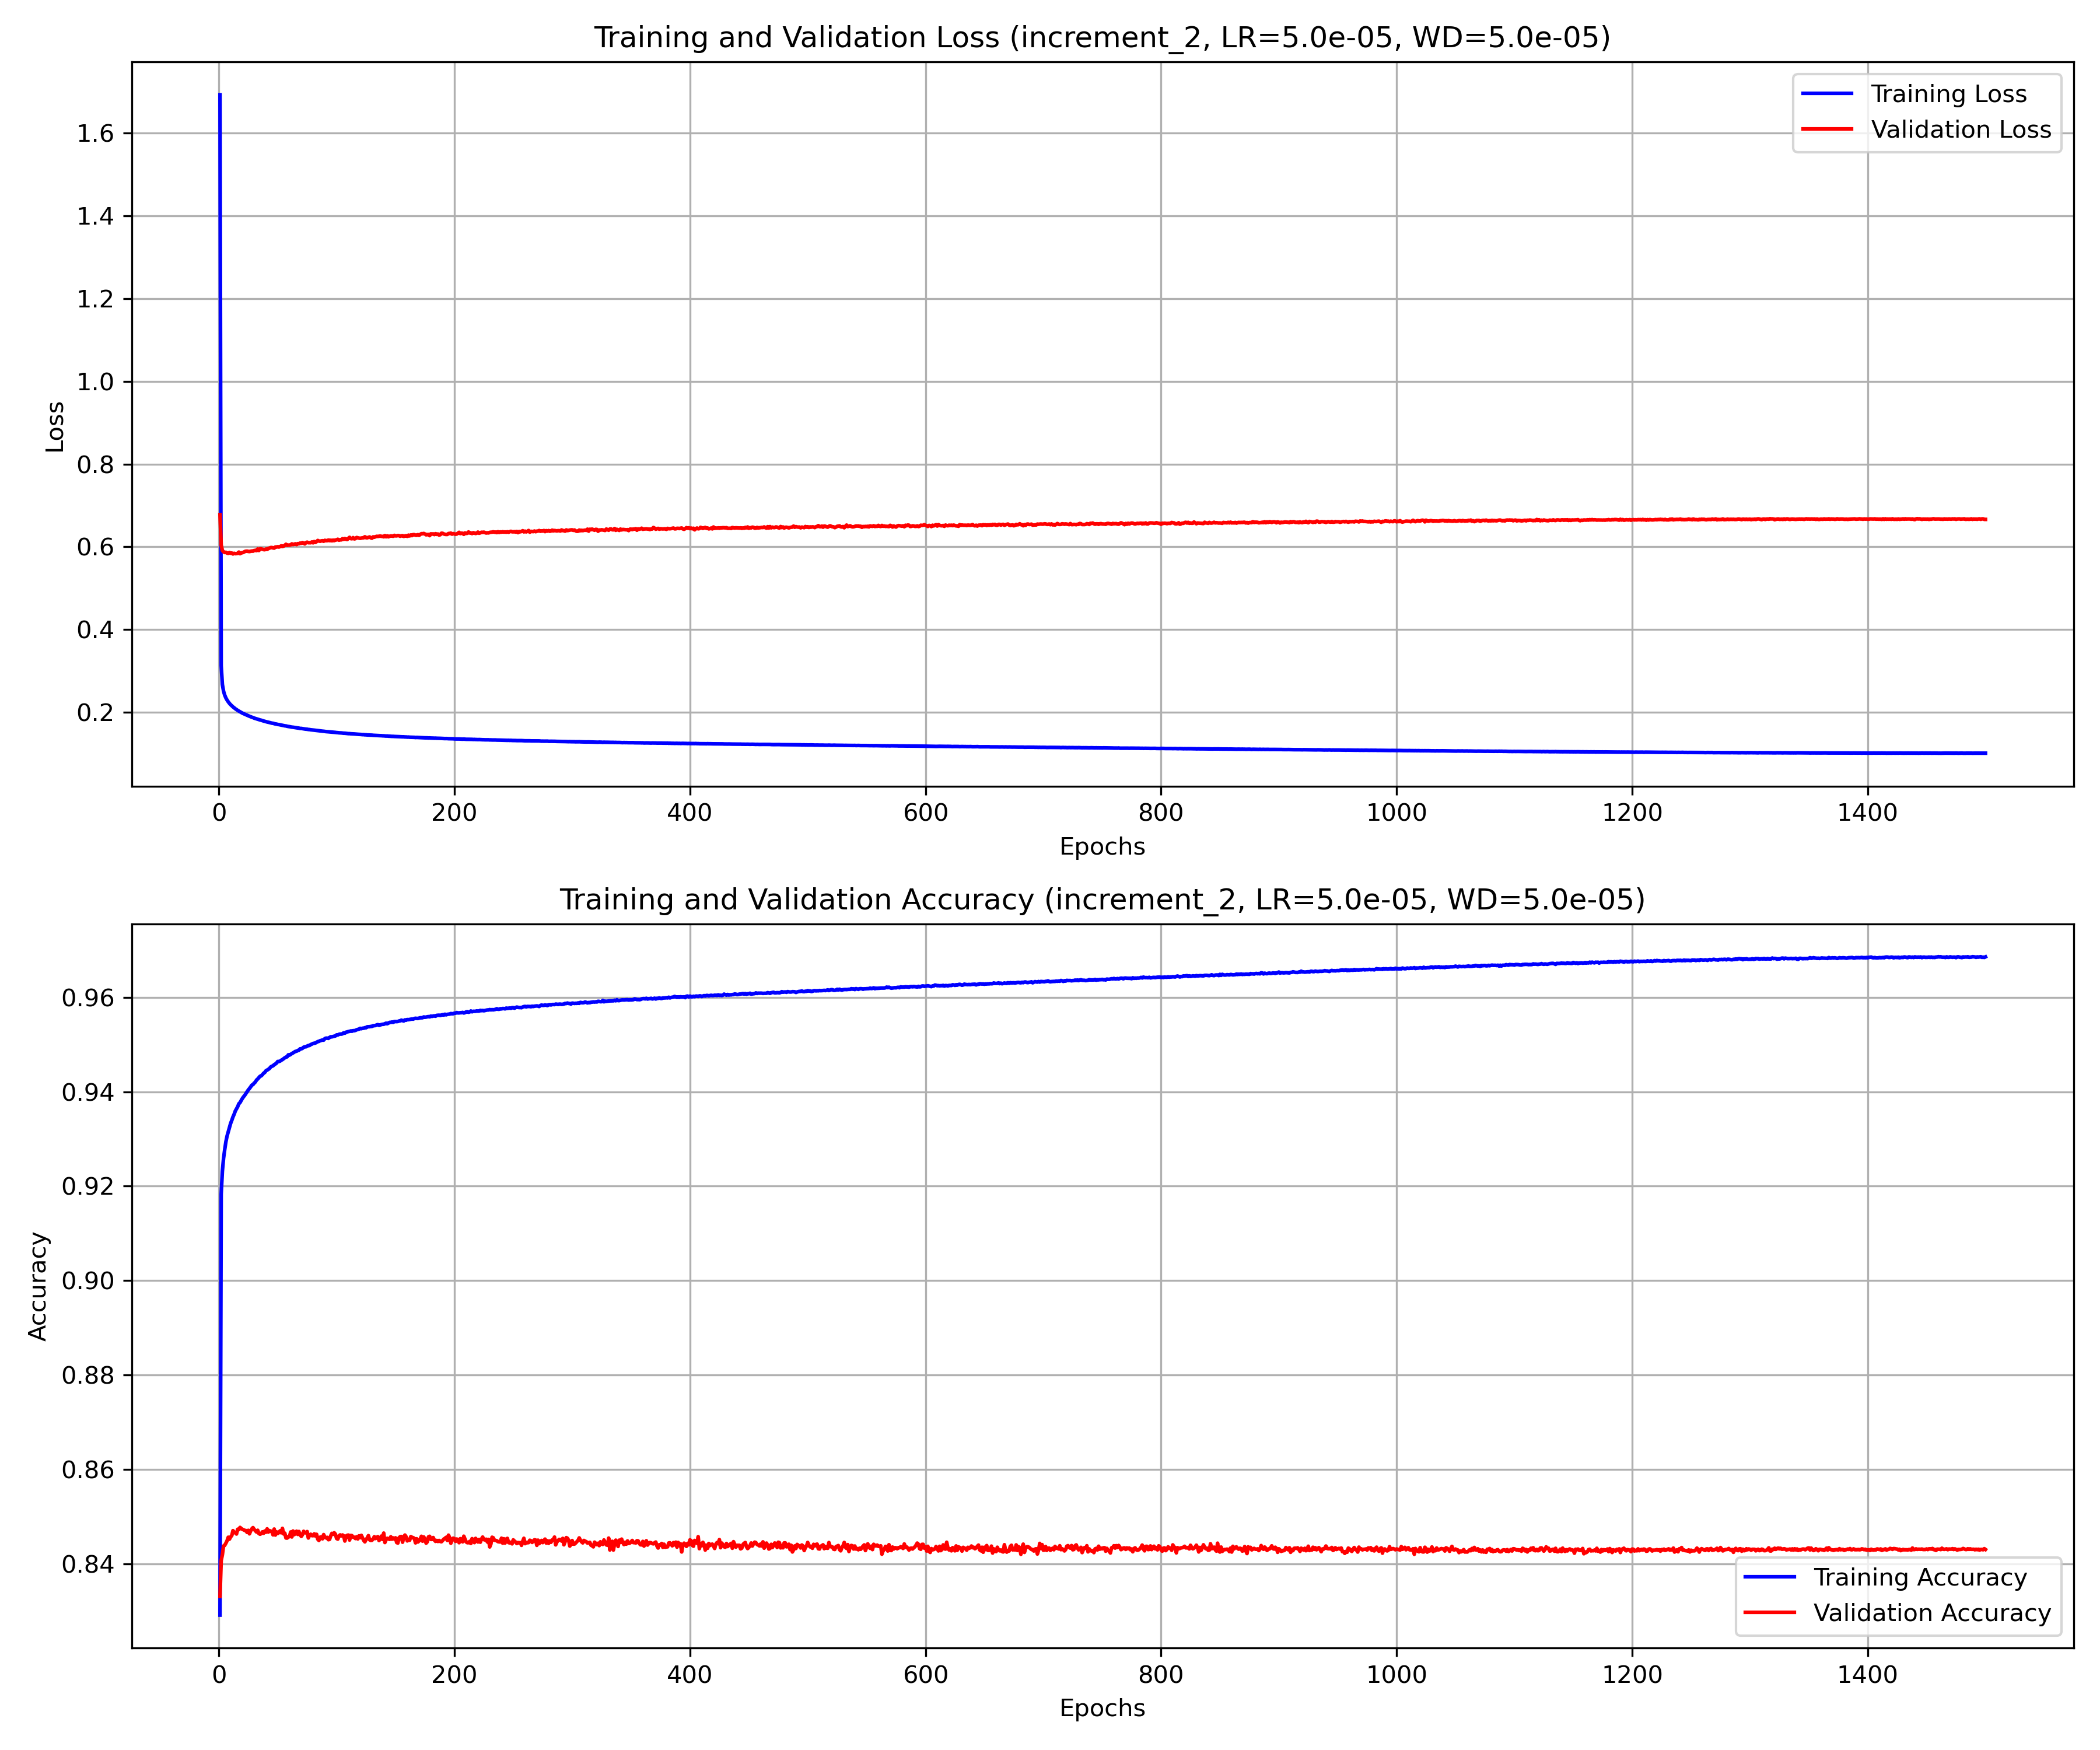 Training and Validation Loss (increment_2, LR=5.0e-05, WD=5.0e-05)
Training Loss
Validation Loss
1.6
1.4
1.2
1.0
0.8
0.6
0.4
0.2
Loss
0 200 400 600 800 1000 1200 1400
Epochs
Training and Validation Accuracy (increment_2, LR=5.0e-05, WD=5.0e-05)
0.96
0.94
0.92
0.90
0.88
0.86
0.84
Accuracy
Training Accuracy
Validation Accuracy
0 200 400 600 800 1000 1200 1400
Epochs